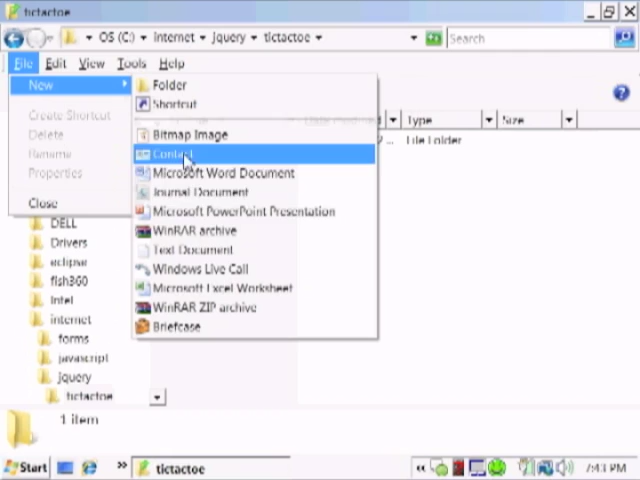 tictactoe
OS (C:) Internet jquery tictactoe Search
File Edit View Tools Help
New
Create Shortcut
Delete
Rename
Properties
Close
Folder
Shortcut
Bitmap Image
Contact
Microsoft Word Document
Journal Document
Microsoft PowerPoint Presentation
WinRAR archive
Text Document
Windows Live Call
Microsoft Excel Worksheet
WinRAR ZIP archive
Briefcase
Type Size
File Folder
DELL
Drivers
eclipse
fish360
Intel
internet
forms
javascript
jquery
tictactoe
1 item
Start tictactoe 7:43 PM